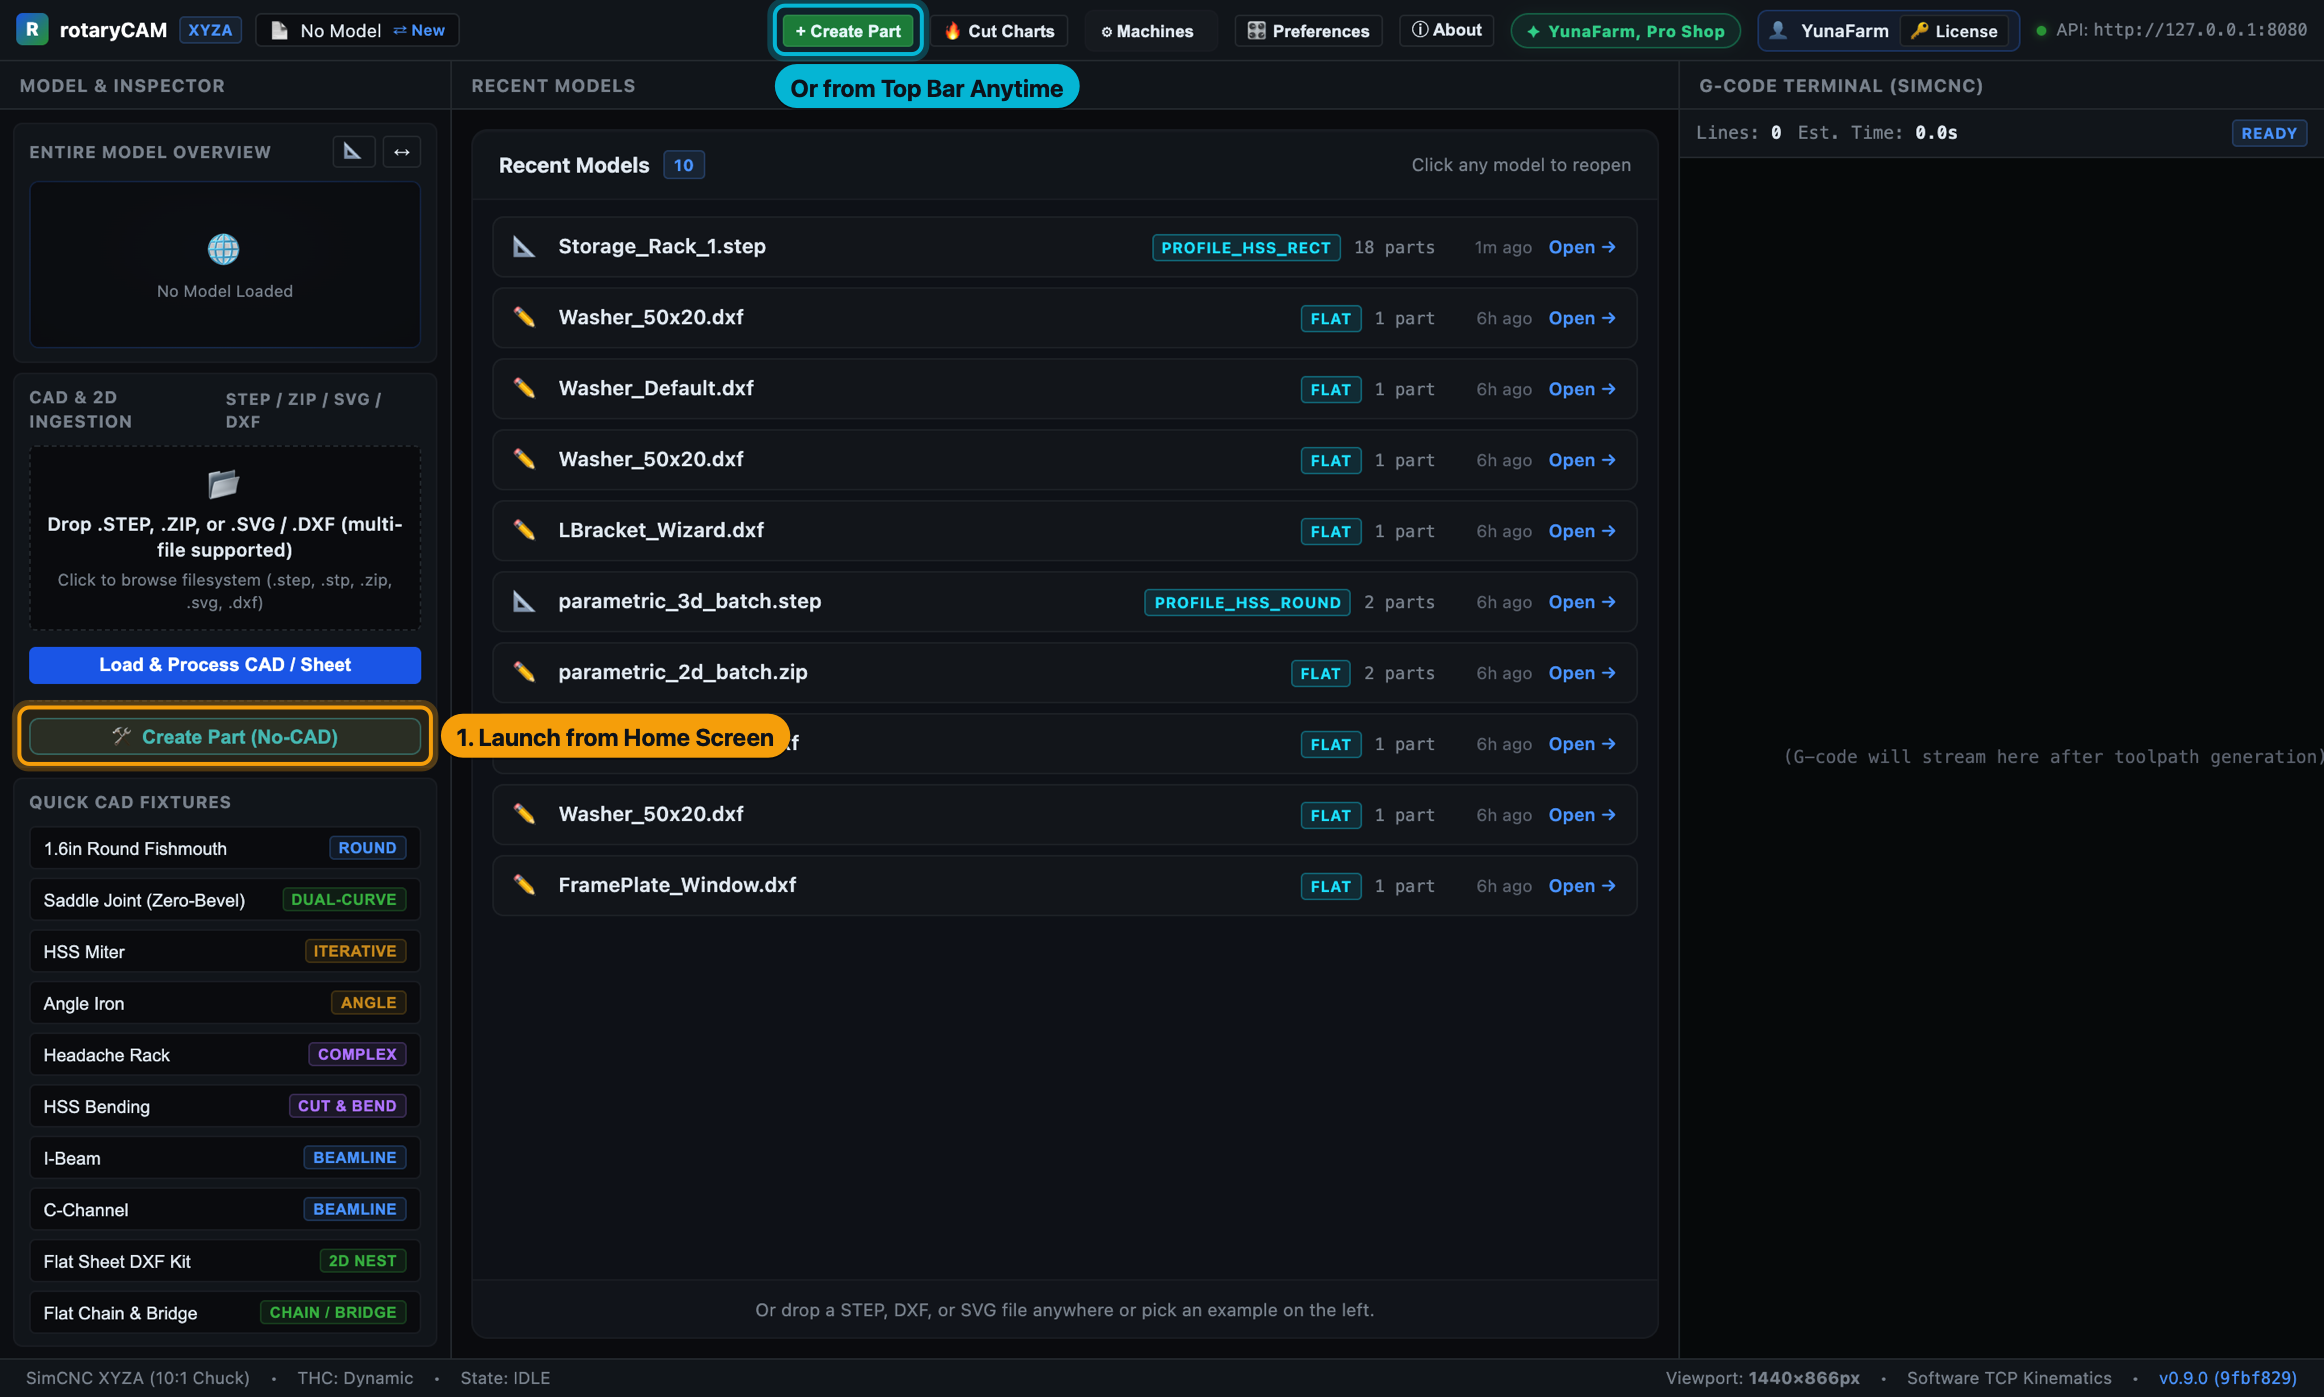 R rotaryCAM XYZA No Model ⇄ New + Create Part Cut Charts Machines Preferences ⓘ About ✦ YunaFarm, Pro Shop YunaFarm License API: http://127.0.0.1:8080
MODEL & INSPECTOR
RECENT MODELS
Or from Top Bar Anytime
G-CODE TERMINAL (SIMCNC)
ENTIRE MODEL OVERVIEW ↔
No Model Loaded
CAD & 2D INGESTION
STEP / ZIP / SVG / DXF
Drop .STEP, .ZIP, or .SVG / .DXF (multi-
file supported)
Click to browse filesystem (.step, .stp, .zip,
.svg, .dxf)
Load & Process CAD / Sheet
Create Part (No-CAD)
1. Launch from Home Screen
QUICK CAD FIXTURES
1.6in Round Fishmouth ROUND
Saddle Joint (Zero-Bevel) DUAL-CURVE
HSS Miter ITERATIVE
Angle Iron ANGLE
Headache Rack COMPLEX
HSS Bending CUT & BEND
I-Beam BEAMLINE
C-Channel BEAMLINE
Flat Sheet DXF Kit 2D NEST
Flat Chain & Bridge CHAIN / BRIDGE
Recent Models 10 Click any model to reopen
Storage_Rack_1.step PROFILE_HSS_RECT 18 parts 1m ago Open →
Washer_50x20.dxf FLAT 1 part 6h ago Open →
Washer_Default.dxf FLAT 1 part 6h ago Open →
Washer_50x20.dxf FLAT 1 part 6h ago Open →
LBracket_Wizard.dxf FLAT 1 part 6h ago Open →
parametric_3d_batch.step PROFILE_HSS_ROUND 2 parts 6h ago Open →
parametric_2d_batch.zip FLAT 2 parts 6h ago Open →
FLAT 1 part 6h ago Open →
Washer_50x20.dxf FLAT 1 part 6h ago Open →
FramePlate_Window.dxf FLAT 1 part 6h ago Open →
Or drop a STEP, DXF, or SVG file anywhere or pick an example on the left.
Lines: 0 Est. Time: 0.0s READY
(G-code will stream here after toolpath generation)
SimCNC XYZA (10:1 Chuck) • THC: Dynamic • State: IDLE
Viewport: 1440×866px • Software TCP Kinematics • v0.9.0 (9fbf829)